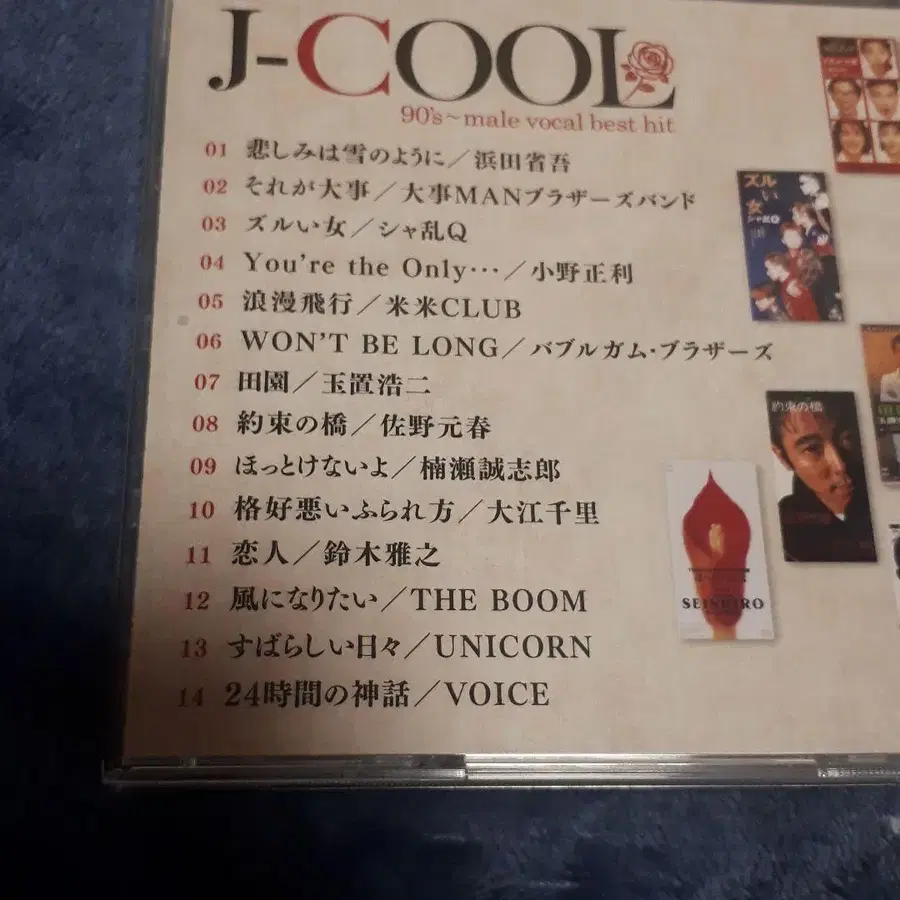 J-COOL
90's~male vocal best hit
01 悲しみは雪のように／浜田省吾
02 それが大事／大事MANブラザーズバンド
03 ズルい女／シャ乱Q
04 You're the Only…／小野正利
05 浪漫飛行／米米CLUB
06 WON'T BE LONG／バブルガム・ブラザーズ
07 田園／玉置浩二
08 約束の橋／佐野元春
09 ほっとけないよ／楠瀬誠志郎
10 格好悪いふられ方／大江千里
11 恋人／鈴木雅之
12 風になりたい／THE BOOM
13 すばらしい日々／UNICORN
14 24時間の神話／VOICE
ズルい女
シャ乱Q
約束の橋
SEISHIRO